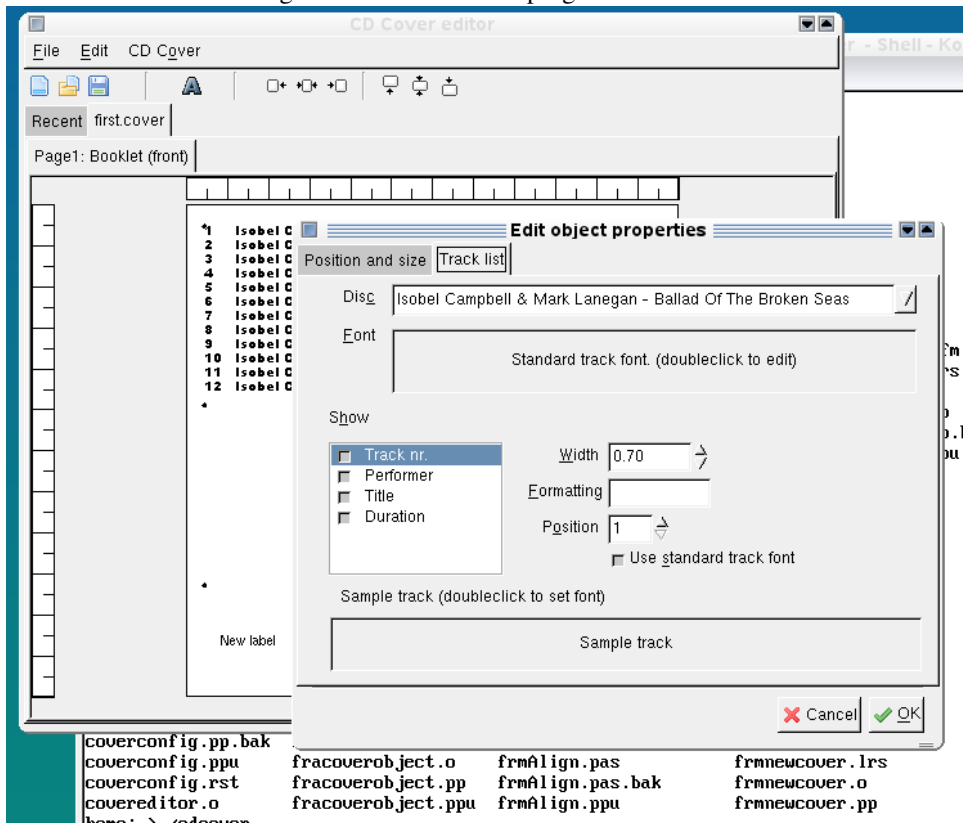 CD Cover editor
File Edit CD Cover
r - Shell - Ko
Recent first.cover
Page1: Booklet (front)
*1 Isobel C
2 Isobel C
3 Isobel C
4 Isobel C
5 Isobel C
6 Isobel C
7 Isobel C
8 Isobel C
9 Isobel C
10 Isobel C
11 Isobel C
12 Isobel C
New label
Edit object properties
Position and size Track list
Disc Isobel Campbell & Mark Lanegan - Ballad Of The Broken Seas
Font
Standard track font. (doubleclick to edit)
Show
Track nr.
Performer
Title
Duration
Width 0.70
Formatting
Position 1
Use standard track font
Sample track (doubleclick to set font)
Sample track
Cancel OK
coverconfig.pp.bak
coverconfig.ppu fracoverobject.o frmAlign.pas frmnewcover.lrs
coverconfig.rst fracoverobject.pp frmAlign.pas.bak frmnewcover.o
covereditor.o fracoverobject.ppu frmAlign.ppu frmnewcover.pp